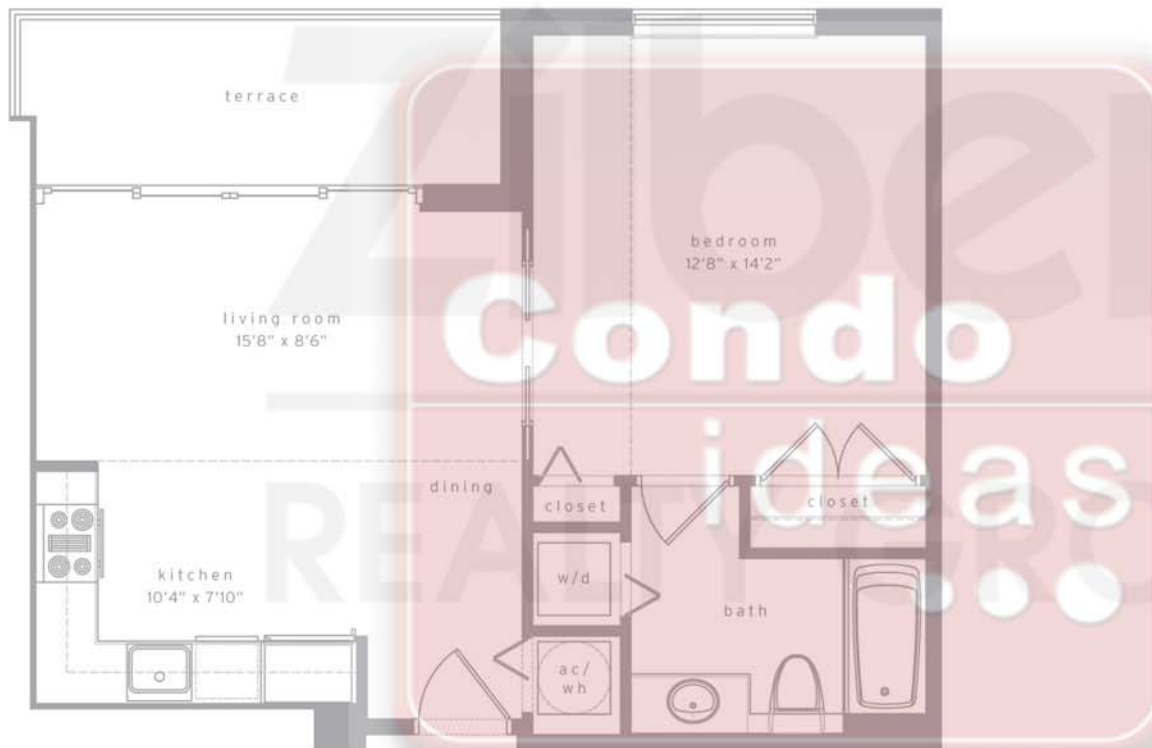 terrace
bedroom
12'8" x 14'2"
living room
15'8" x 8'6"
Condo
ideas
dining
closet
closet
kitchen
10'4" x 7'10"
w/d
bath
ac/
wh
REALTY